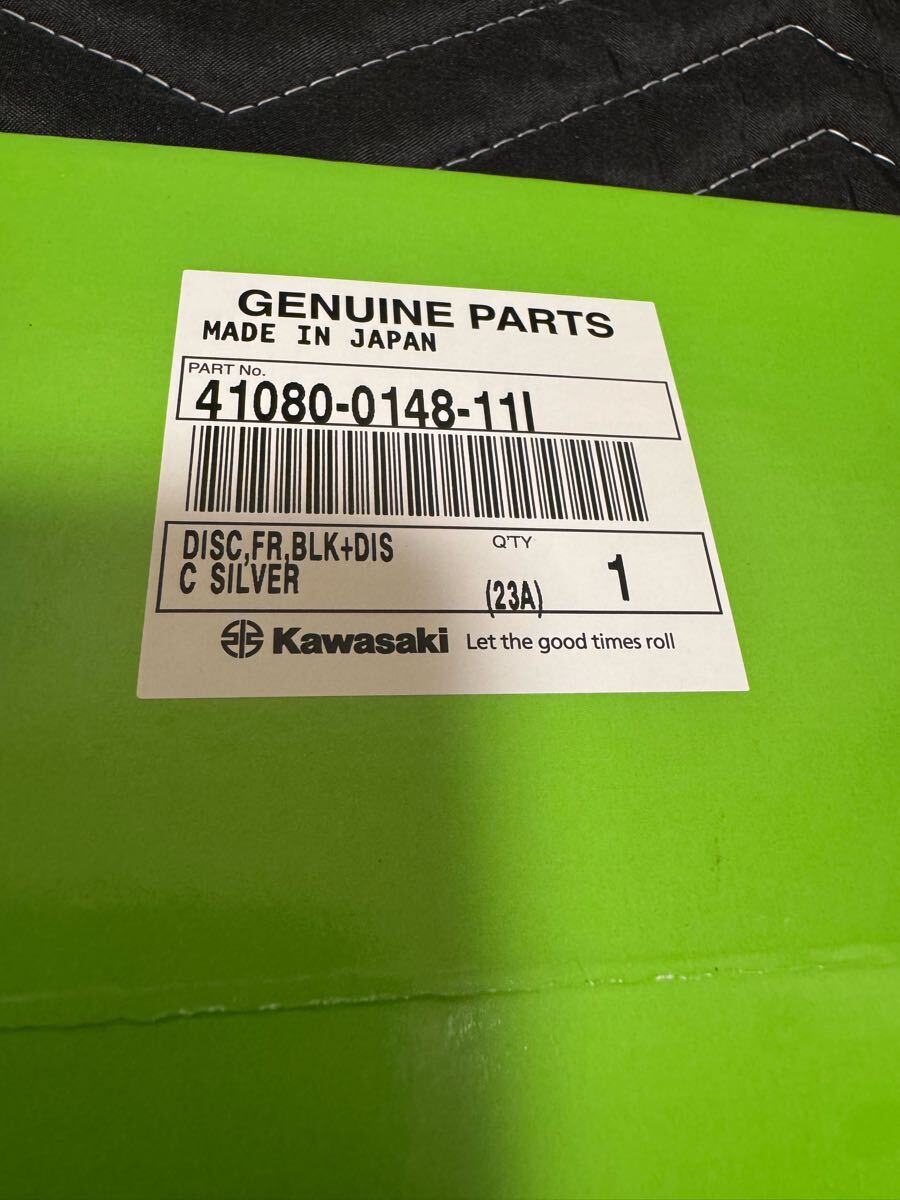 GENUINE PARTS
MADE IN JAPAN
PART No.
41080-0148-11I
DISC,FR,BLK+DIS
C SILVER
Q'TY
(23A)
1
Kawasaki Let the good times roll